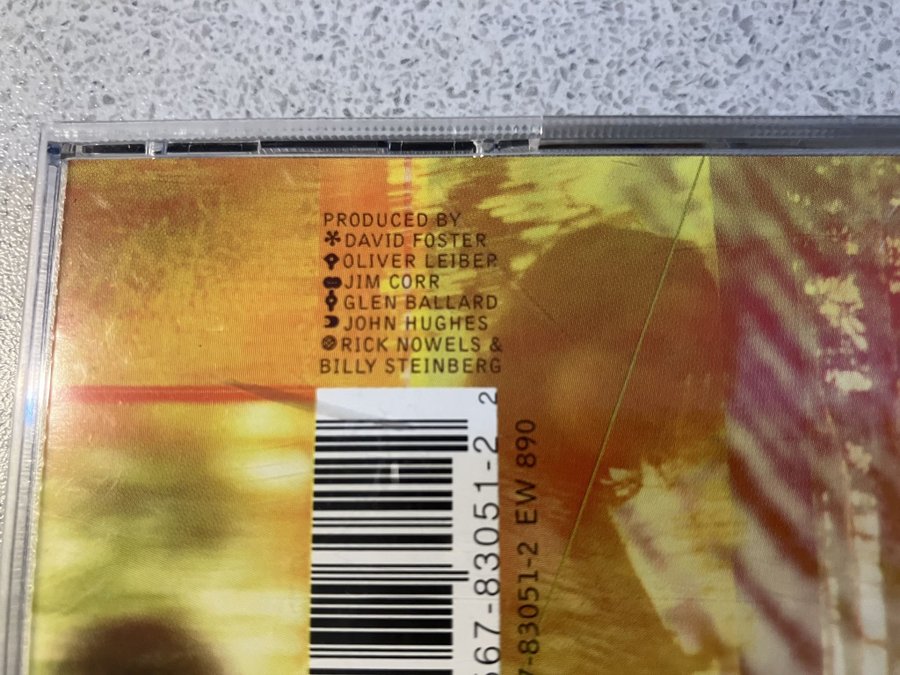 PRODUCED BY
DAVID FOSTER
OLIVER LEIBER
JIM CORR
GLEN BALLARD
JOHN HUGHES
RICK NOWELS &
BILLY STEINBERG
67-83051-2 2
7-83051-2 EW 890